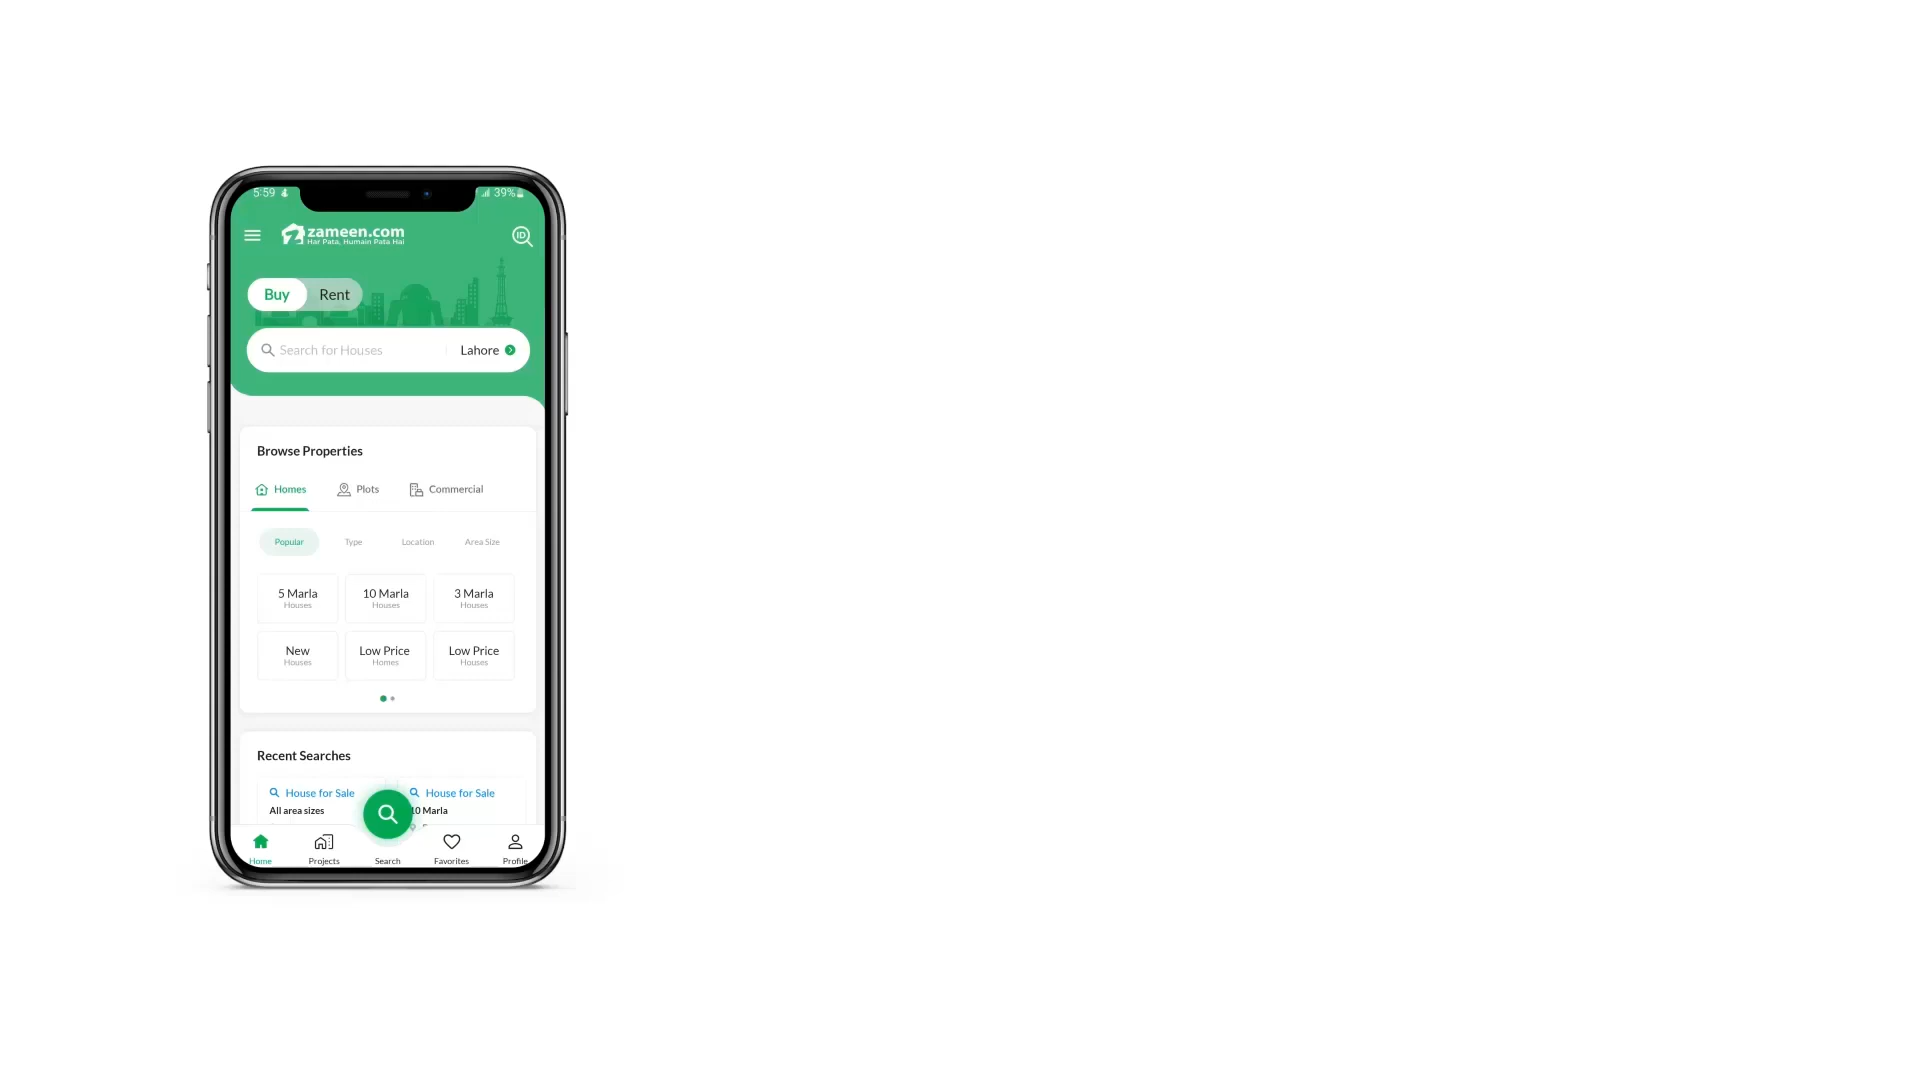 5:59
39%
zameen.com
Har Pata, Humain Pata Hai
ID
Buy Rent
Search for Houses Lahore
Browse Properties
Homes Plots Commercial
Popular Type Location Area Size
5 Marla 10 Marla 3 Marla
Houses Houses Houses
New Low Price Low Price
Houses Homes Houses
Recent Searches
House for Sale House for Sale
All area sizes 10 Marla
Home Projects Search Favorites Profile